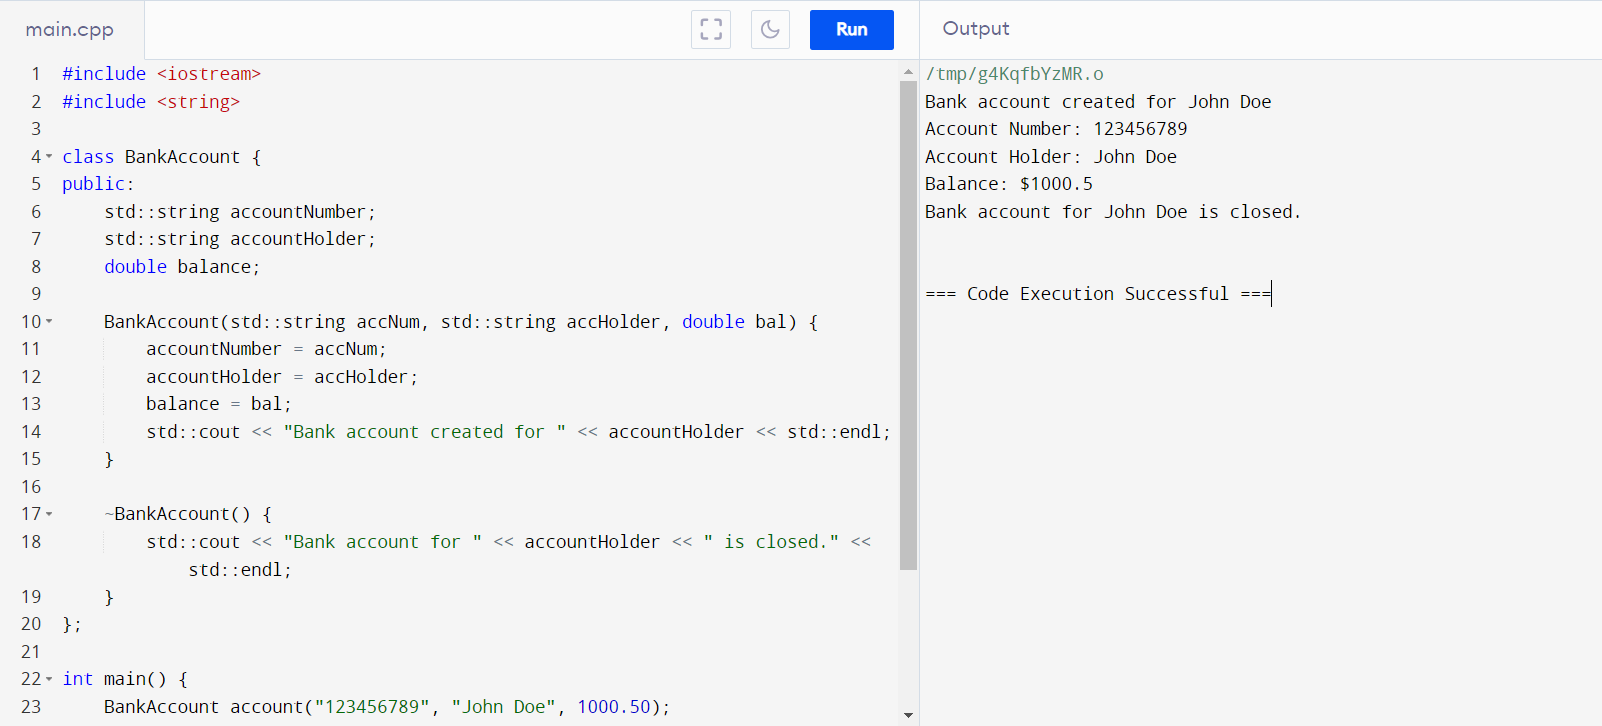 main.cpp
Run
Output
1 #include <iostream>
2 #include <string>
3
4 class BankAccount {
5 public:
6     std::string accountNumber;
7     std::string accountHolder;
8     double balance;
9
10     BankAccount(std::string accNum, std::string accHolder, double bal) {
11         accountNumber = accNum;
12         accountHolder = accHolder;
13         balance = bal;
14         std::cout << "Bank account created for " << accountHolder << std::endl;
15     }
16
17     ~BankAccount() {
18         std::cout << "Bank account for " << accountHolder << " is closed." <<
            std::endl;
19     }
20 };
21
22 int main() {
23     BankAccount account("123456789", "John Doe", 1000.50);
/tmp/g4KqfbYzMR.o
Bank account created for John Doe
Account Number: 123456789
Account Holder: John Doe
Balance: $1000.5
Bank account for John Doe is closed.
=== Code Execution Successful ===